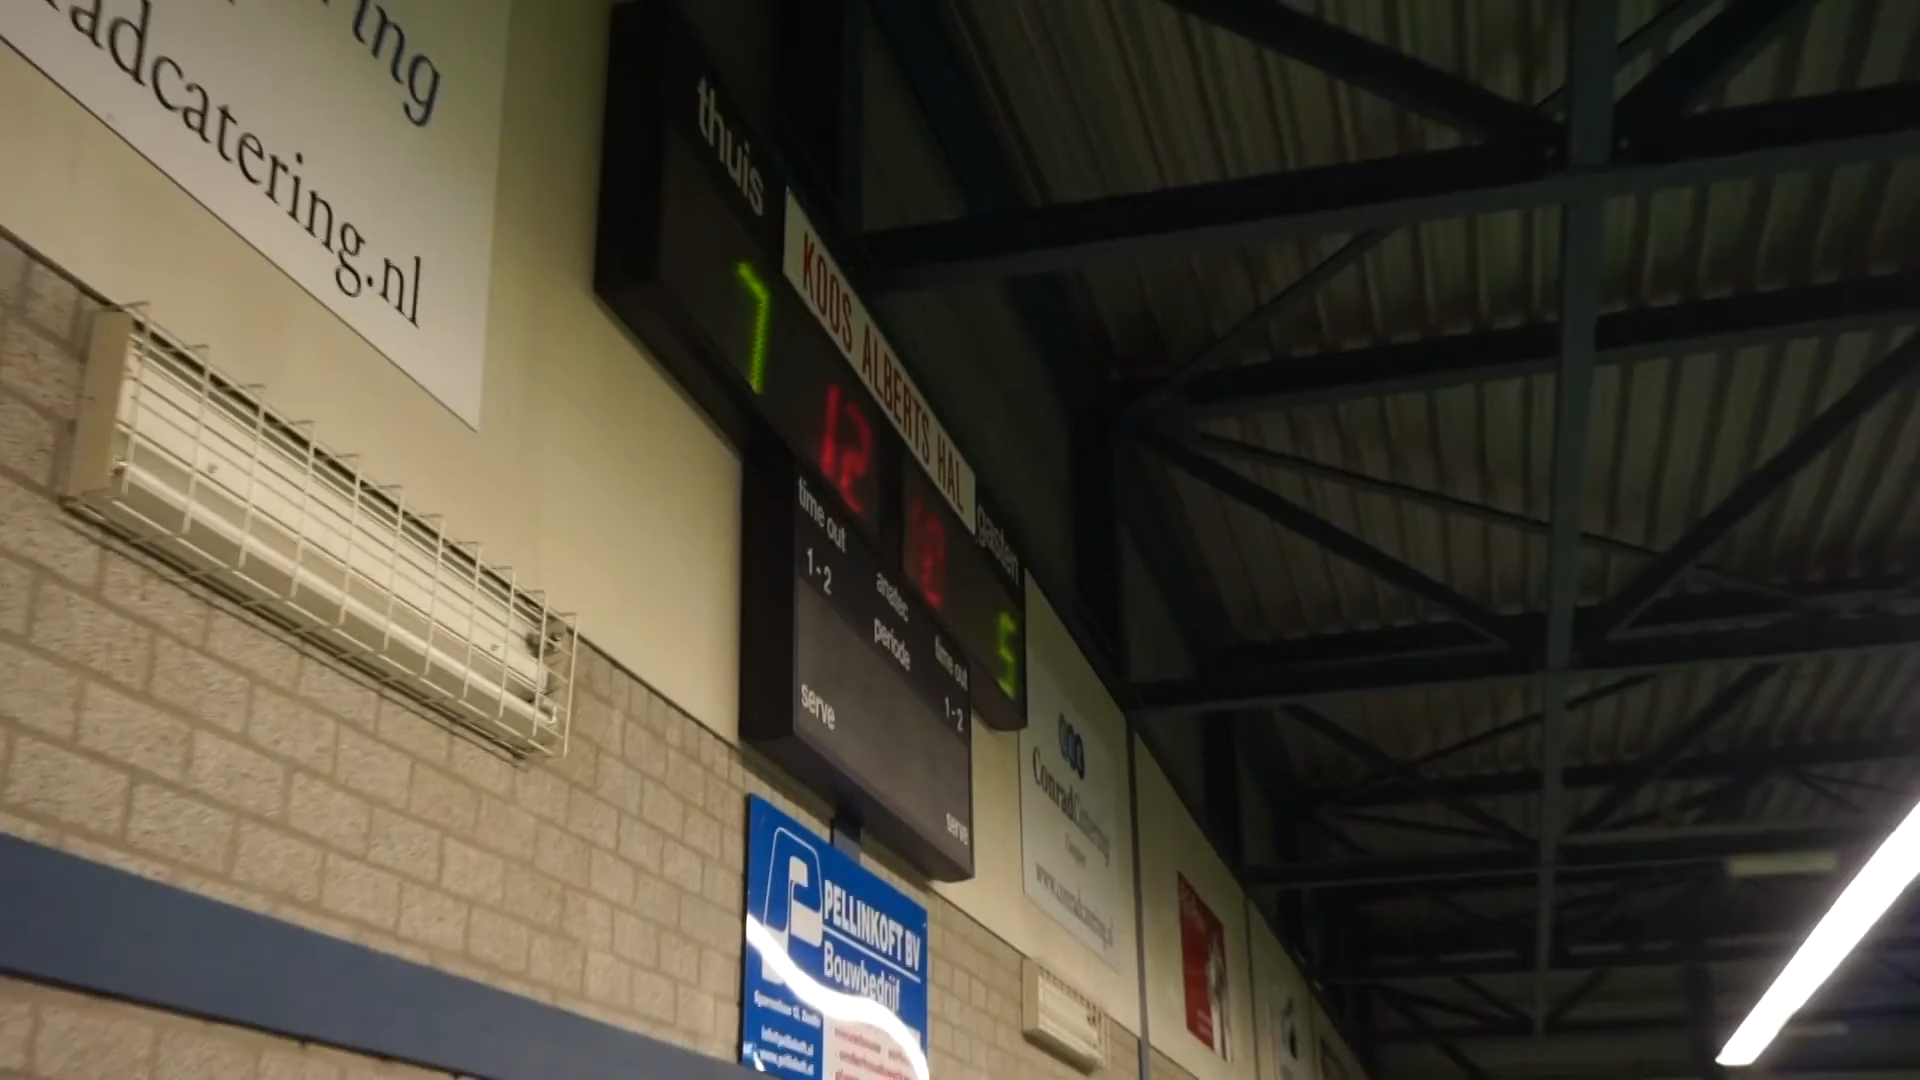 ing
adcatering.nl
thuis
KOOS ALBERTS HAL
gasten
7
12
10
5
time out
1 - 2
anatec
periode
time out
1 - 2
serve
serve
ConradCatering
PELLINKOFT BV
Bouwbedrijf